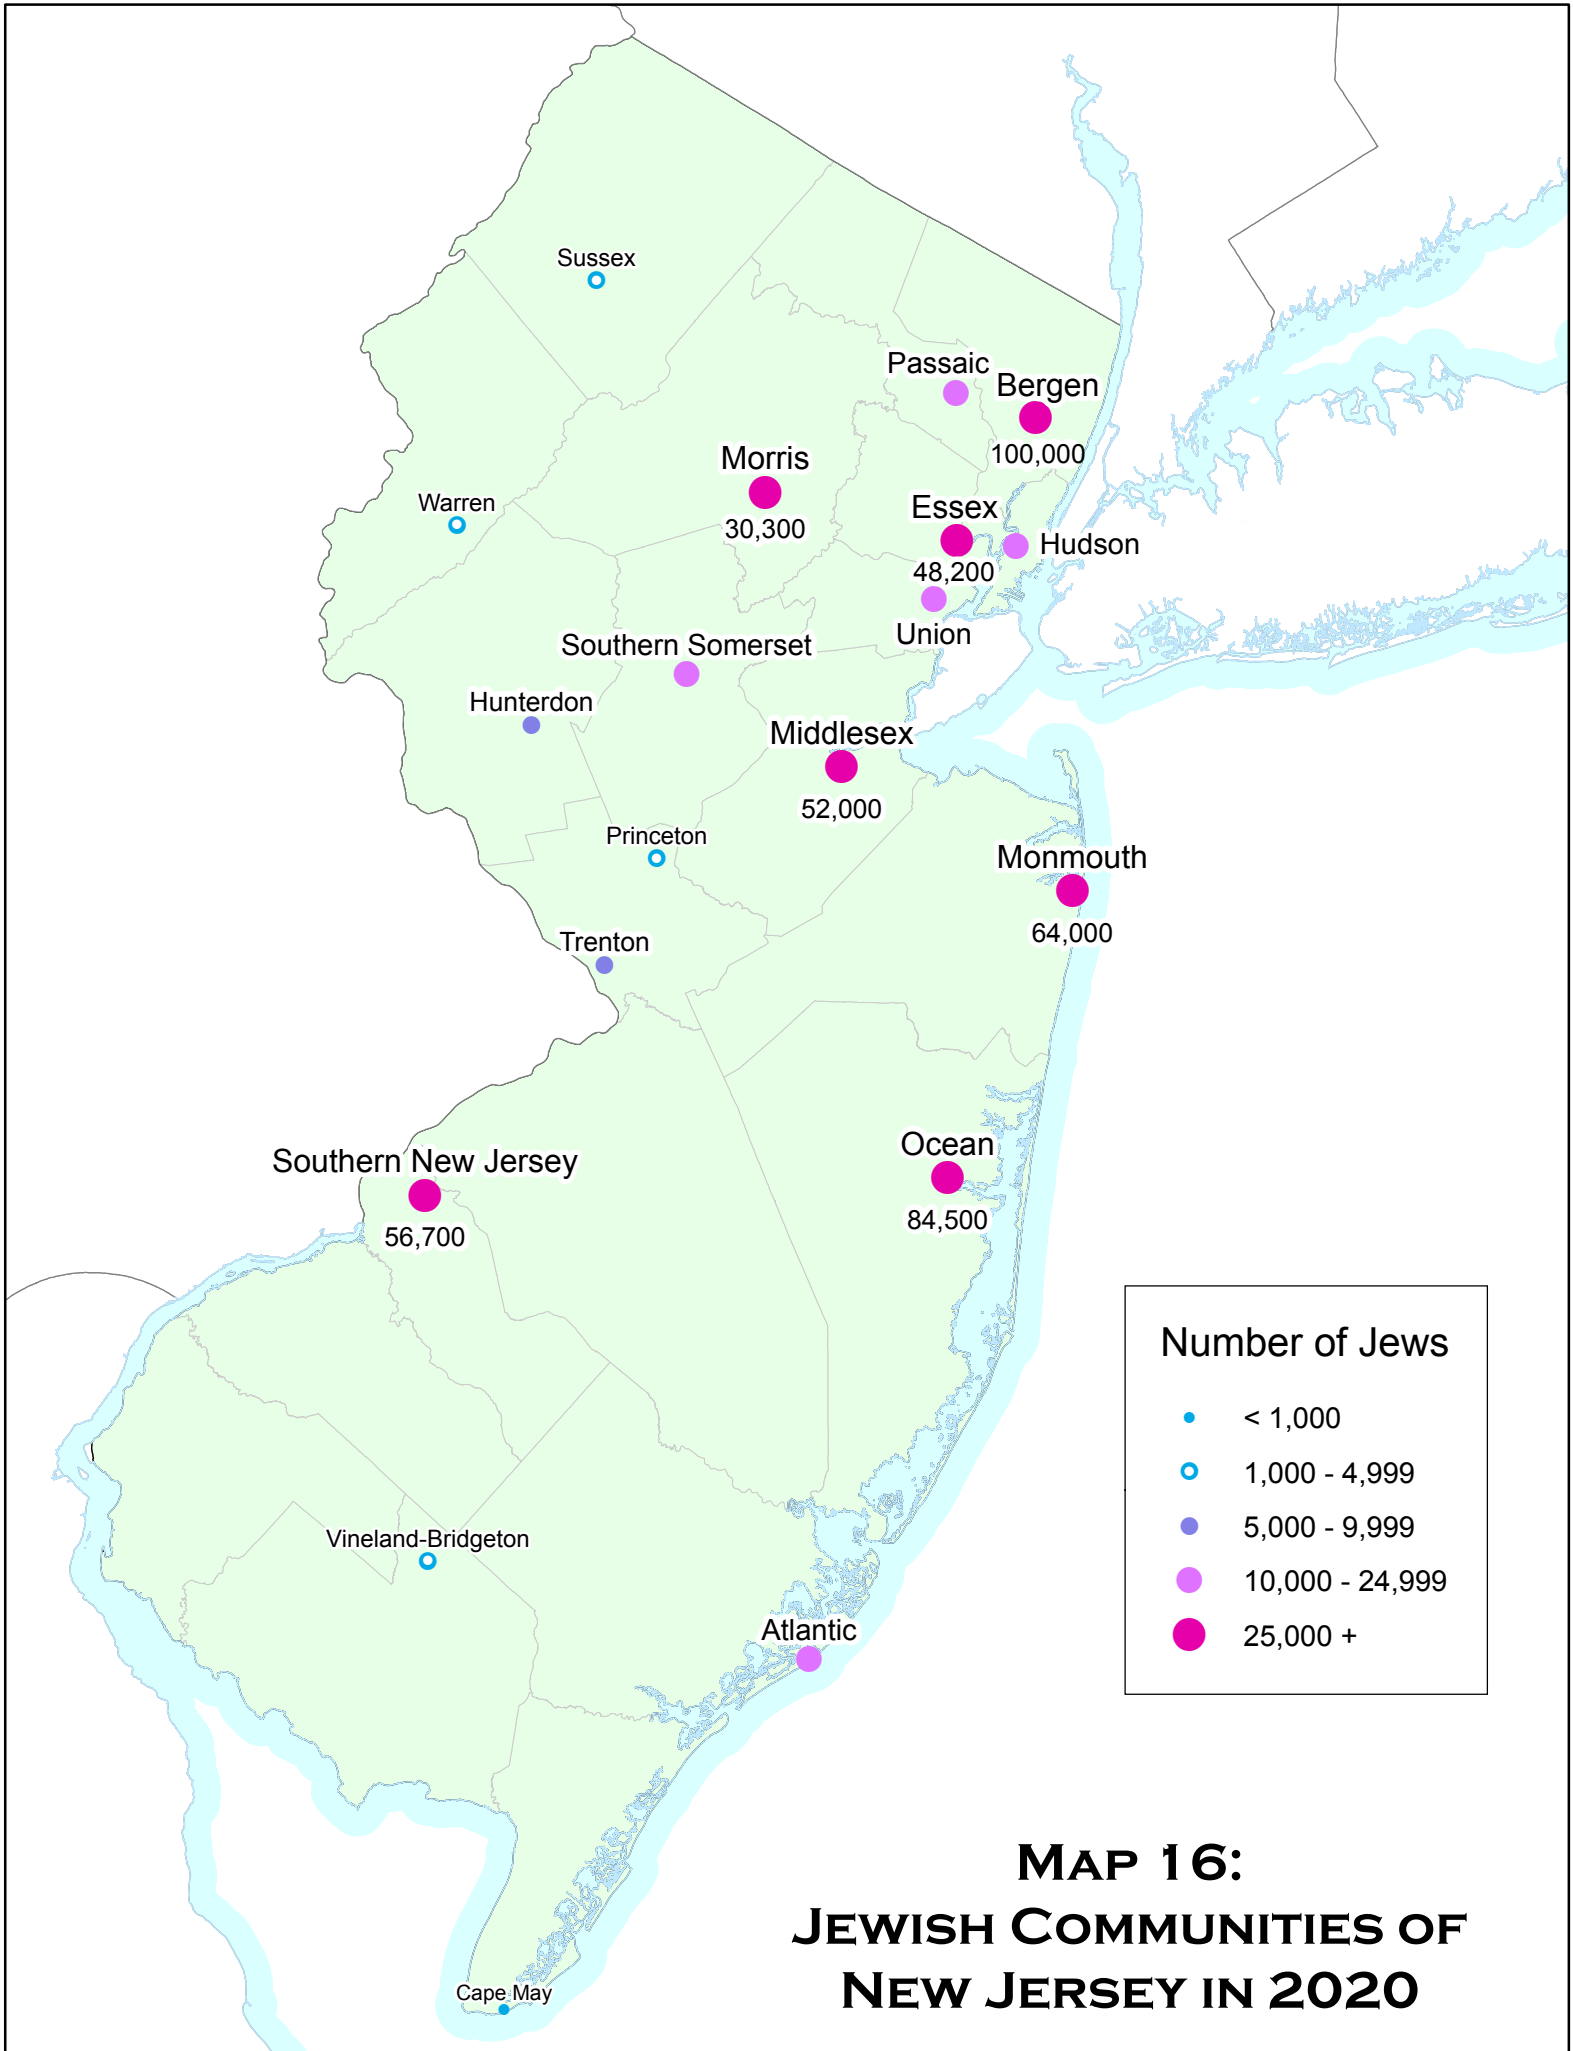 Sussex
Passaic
Bergen
100,000
Morris
30,300
Warren
Essex
48,200
Hudson
Union
Southern Somerset
Hunterdon
Middlesex
52,000
Princeton
Monmouth
64,000
Trenton
Ocean
84,500
Southern New Jersey
56,700
Number of Jews
< 1,000
1,000 - 4,999
5,000 - 9,999
10,000 - 24,999
25,000 +
Vineland-Bridgeton
Atlantic
Cape May
MAP 16:
JEWISH COMMUNITIES OF
NEW JERSEY IN 2020